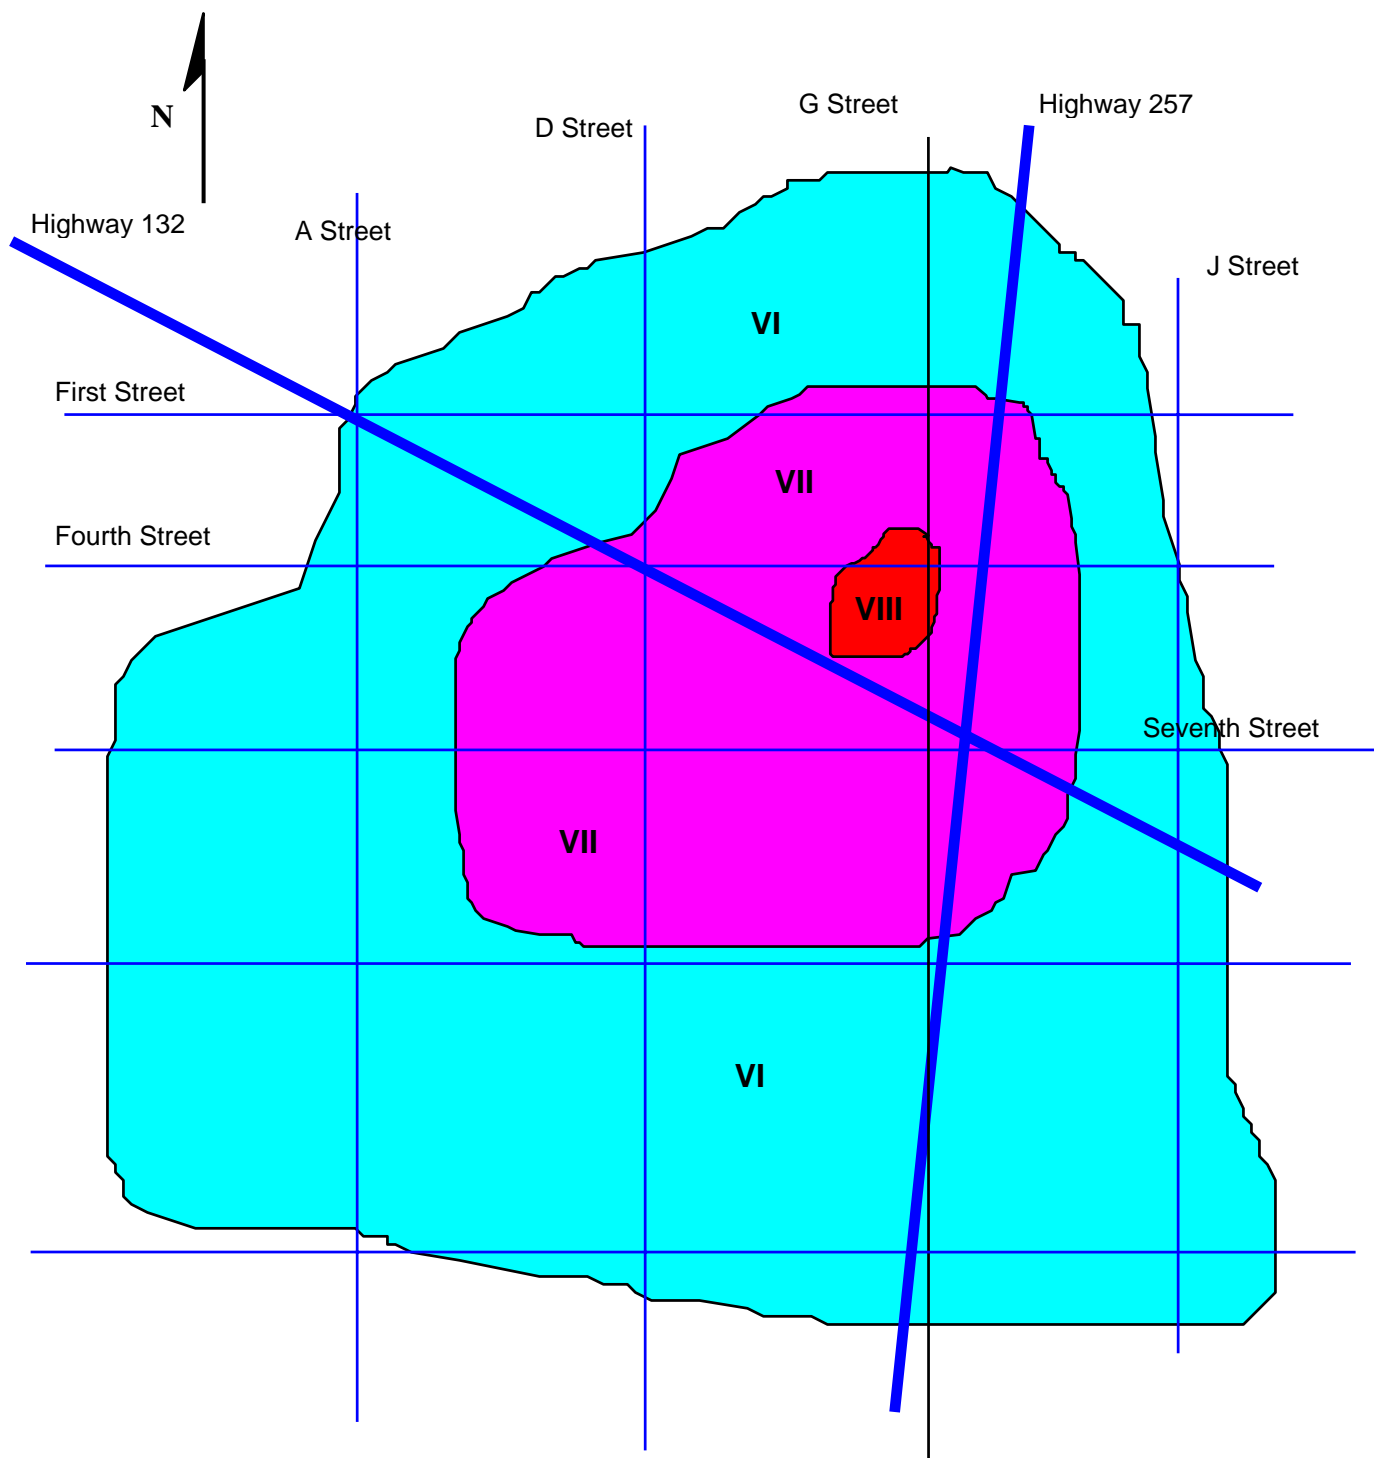 G Street
Highway 257
N
D Street
Highway 132
A Street
J Street
VI
First Street
VII
Fourth Street
VIII
Seventh Street
VII
VI